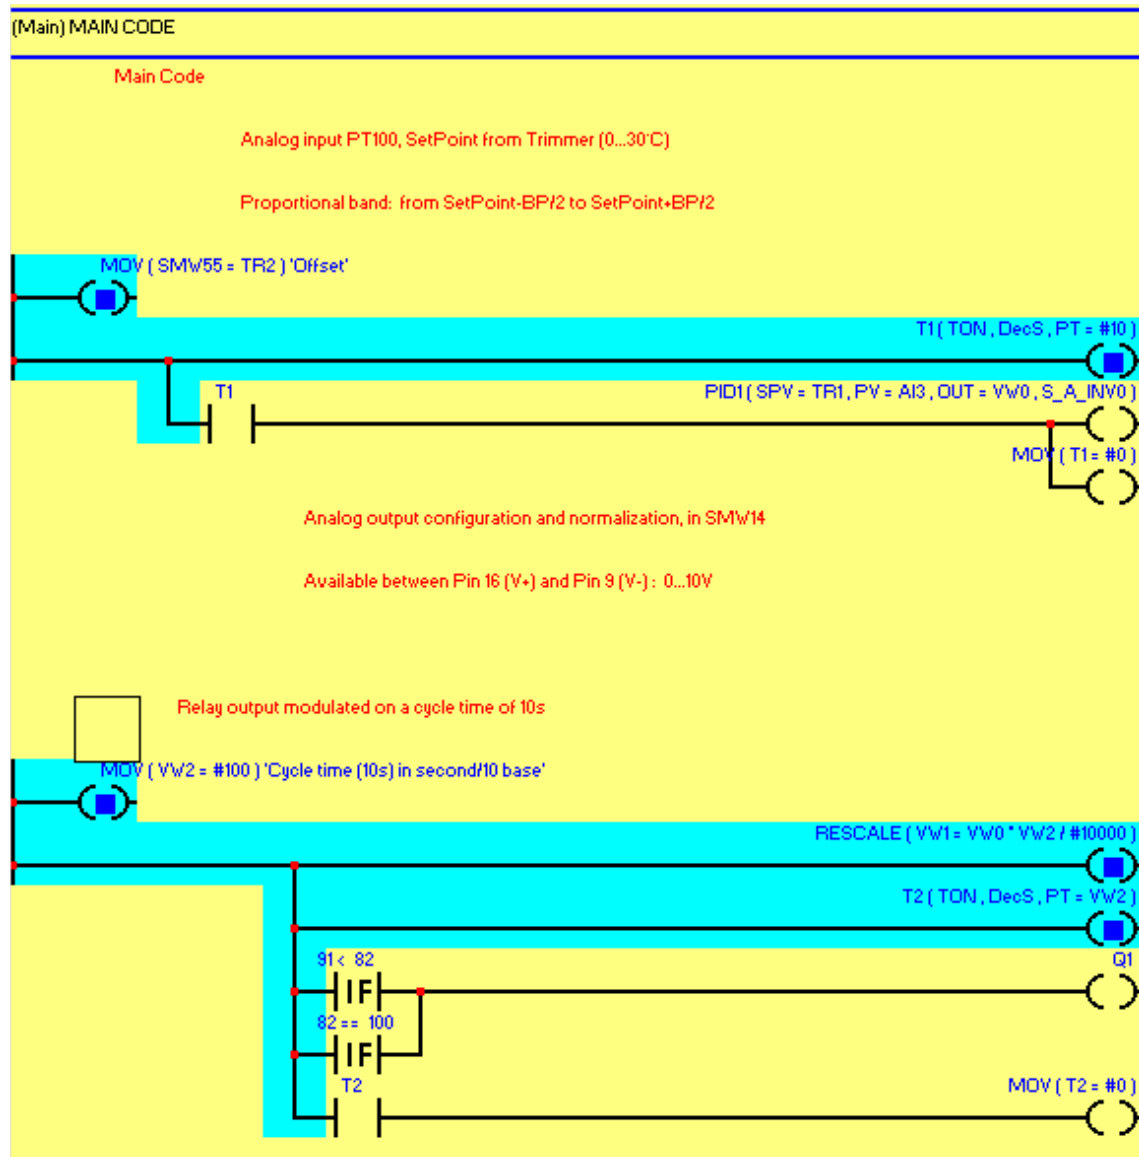 (Main) MAIN CODE
Main Code
Analog input PT100, SetPoint from Trimmer (0...30°C)
Proportional band: from SetPoint-BP/2 to SetPoint+BP/2
MOV ( SMW55 = TR2 ) 'Offset'
T1 ( TON , DecS , PT = #10 )
T1
PID1 ( SPV = TR1 , PV = AI3 , OUT = VW0 , S_A_INV0 )
MOV ( T1 = #0 )
Analog output configuration and normalization, in SMW14
Available between Pin 16 (V+) and Pin 9 (V-) : 0...10V
Relay output modulated on a cycle time of 10s
MOV ( VW2 = #100 ) 'Cycle time (10s) in second/10 base'
RESCALE ( VW1 = VW0 * VW2 / #10000 )
T2 ( TON , DecS , PT = VW2 )
91 < 82
Q1
IF
82 == 100
IF
T2
MOV ( T2 = #0 )